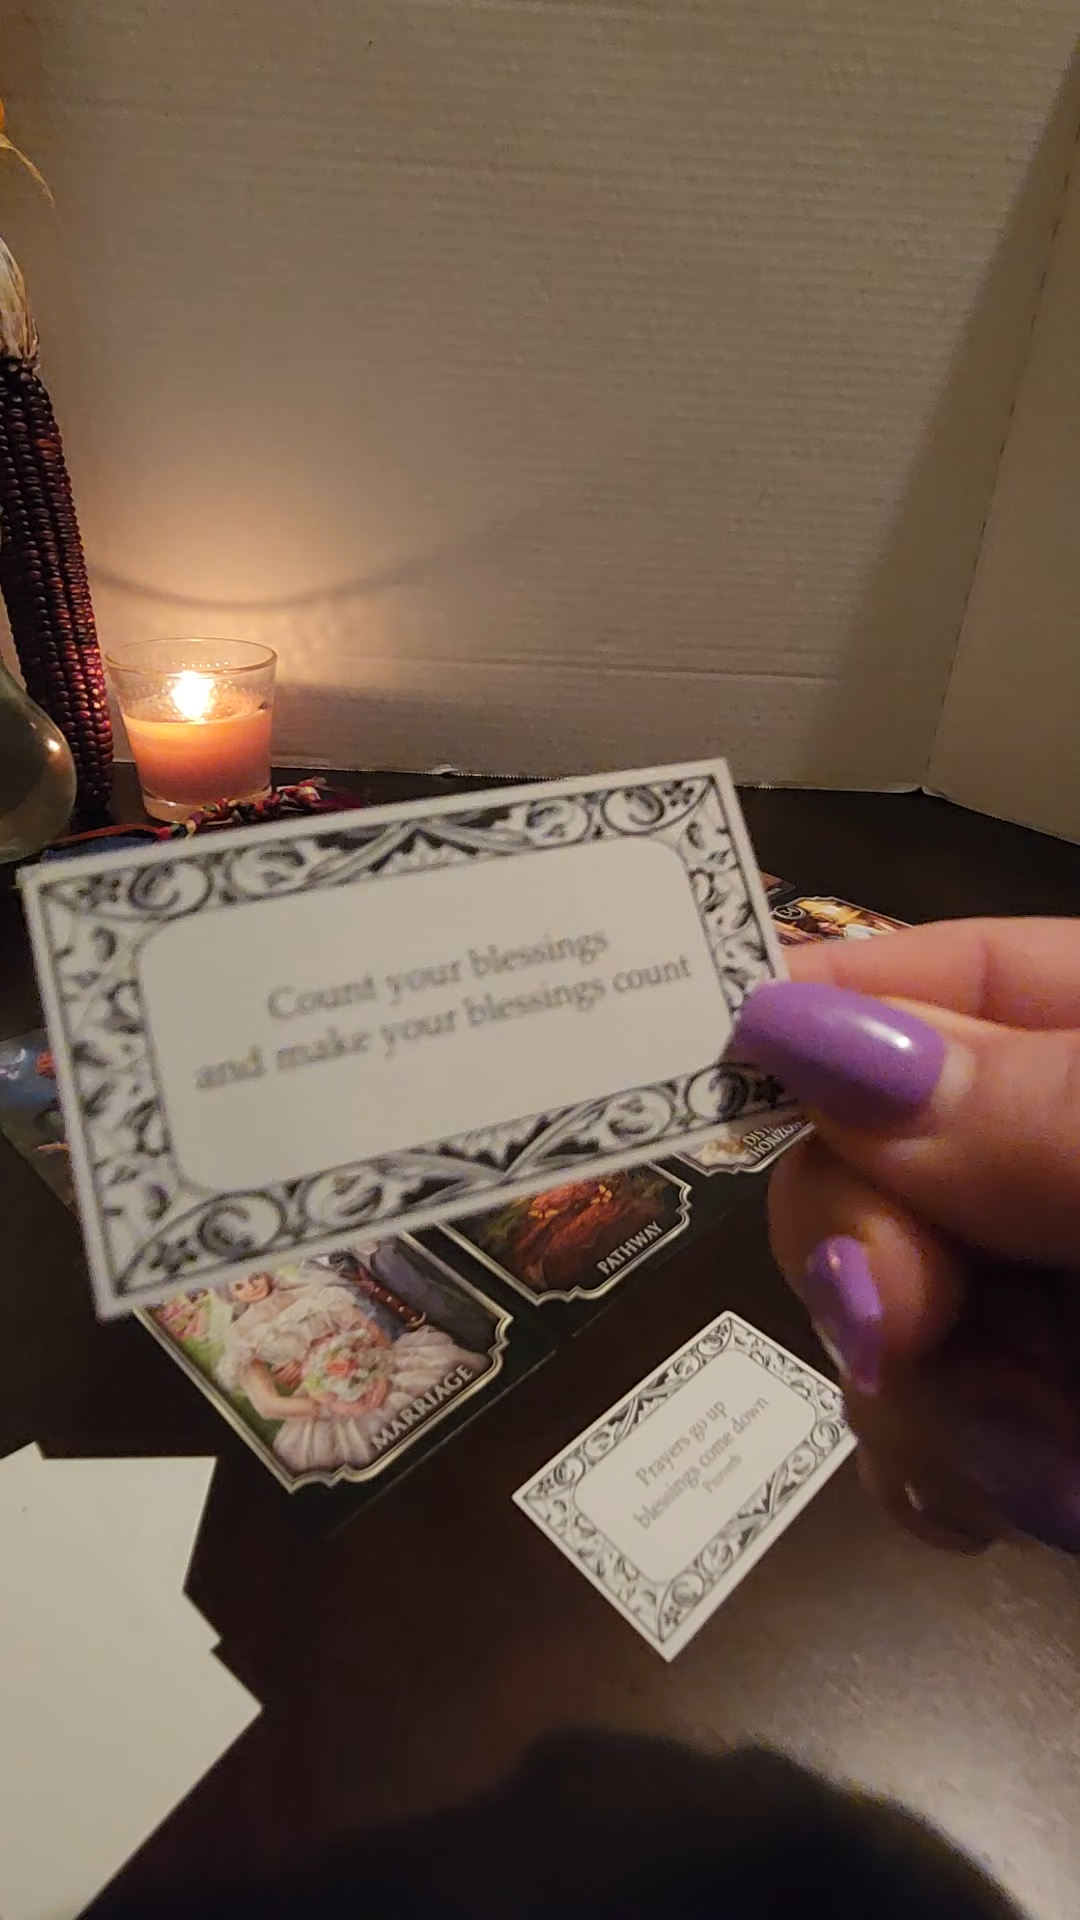 Count your blessings
and make your blessings count
PATHWAY
MARRIAGE
Prayers go up
blessings come down
Proverb